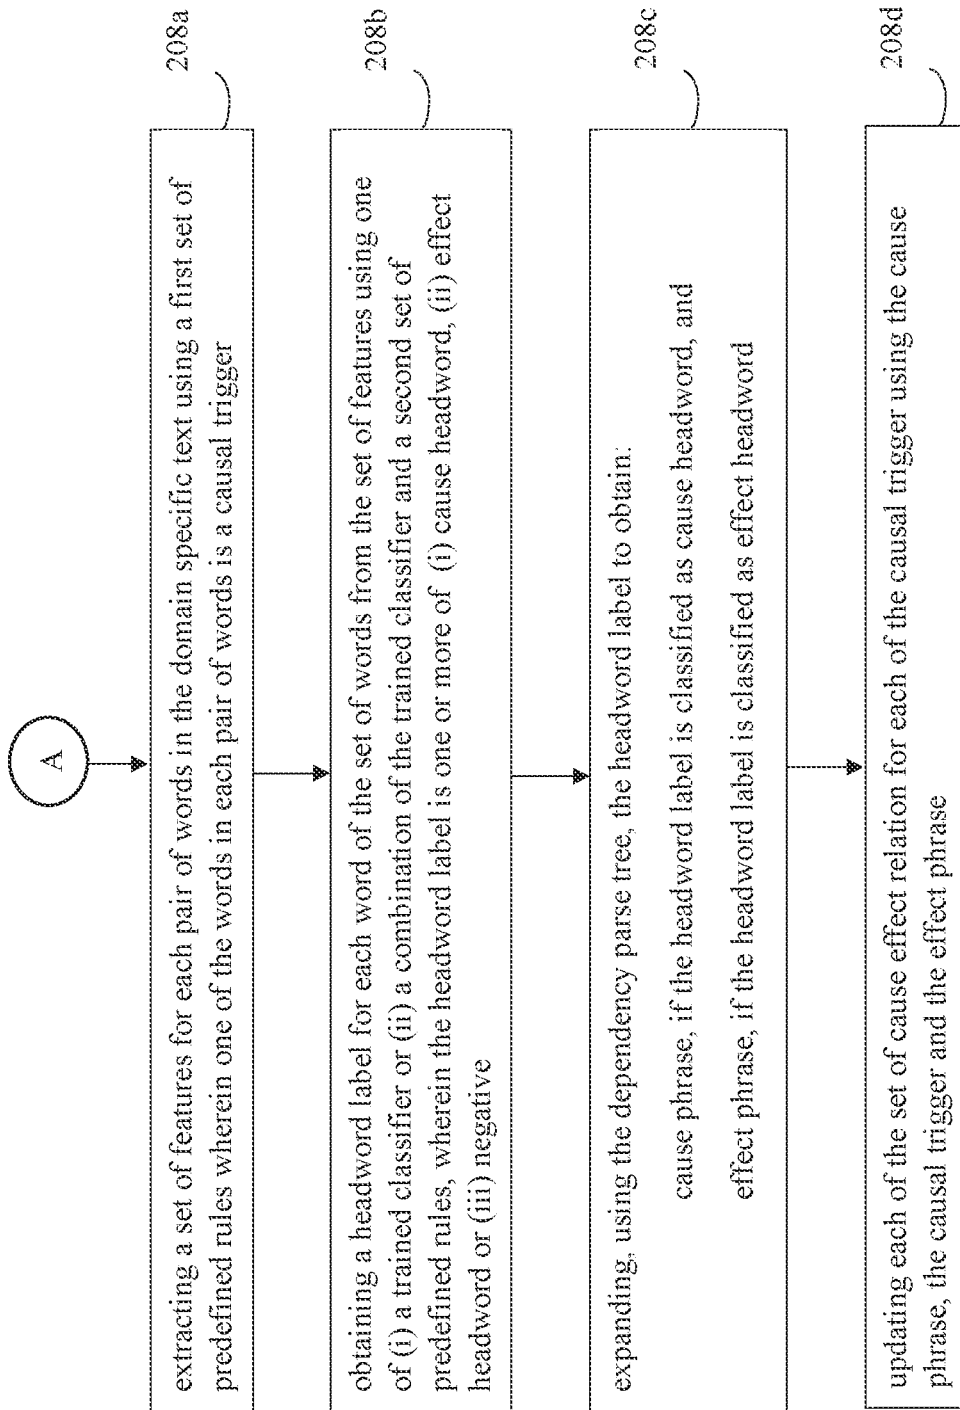 A
208a
extracting a set of features for each pair of words in the domain specific text using a first set of
predefined rules wherein one of the words in each pair of words is a causal trigger
208b
obtaining a headword label for each word of the set of words from the set of features using one
of (i) a trained classifier or (ii) a combination of the trained classifier and a second set of
predefined rules, wherein the headword label is one or more of (i) cause headword, (ii) effect
headword or (iii) negative
208c
expanding, using the dependency parse tree, the headword label to obtain:
cause phrase, if the headword label is classified as cause headword, and
effect phrase, if the headword label is classified as effect headword
208d
updating each of the set of cause effect relation for each of the causal trigger using the cause
phrase, the causal trigger and the effect phrase